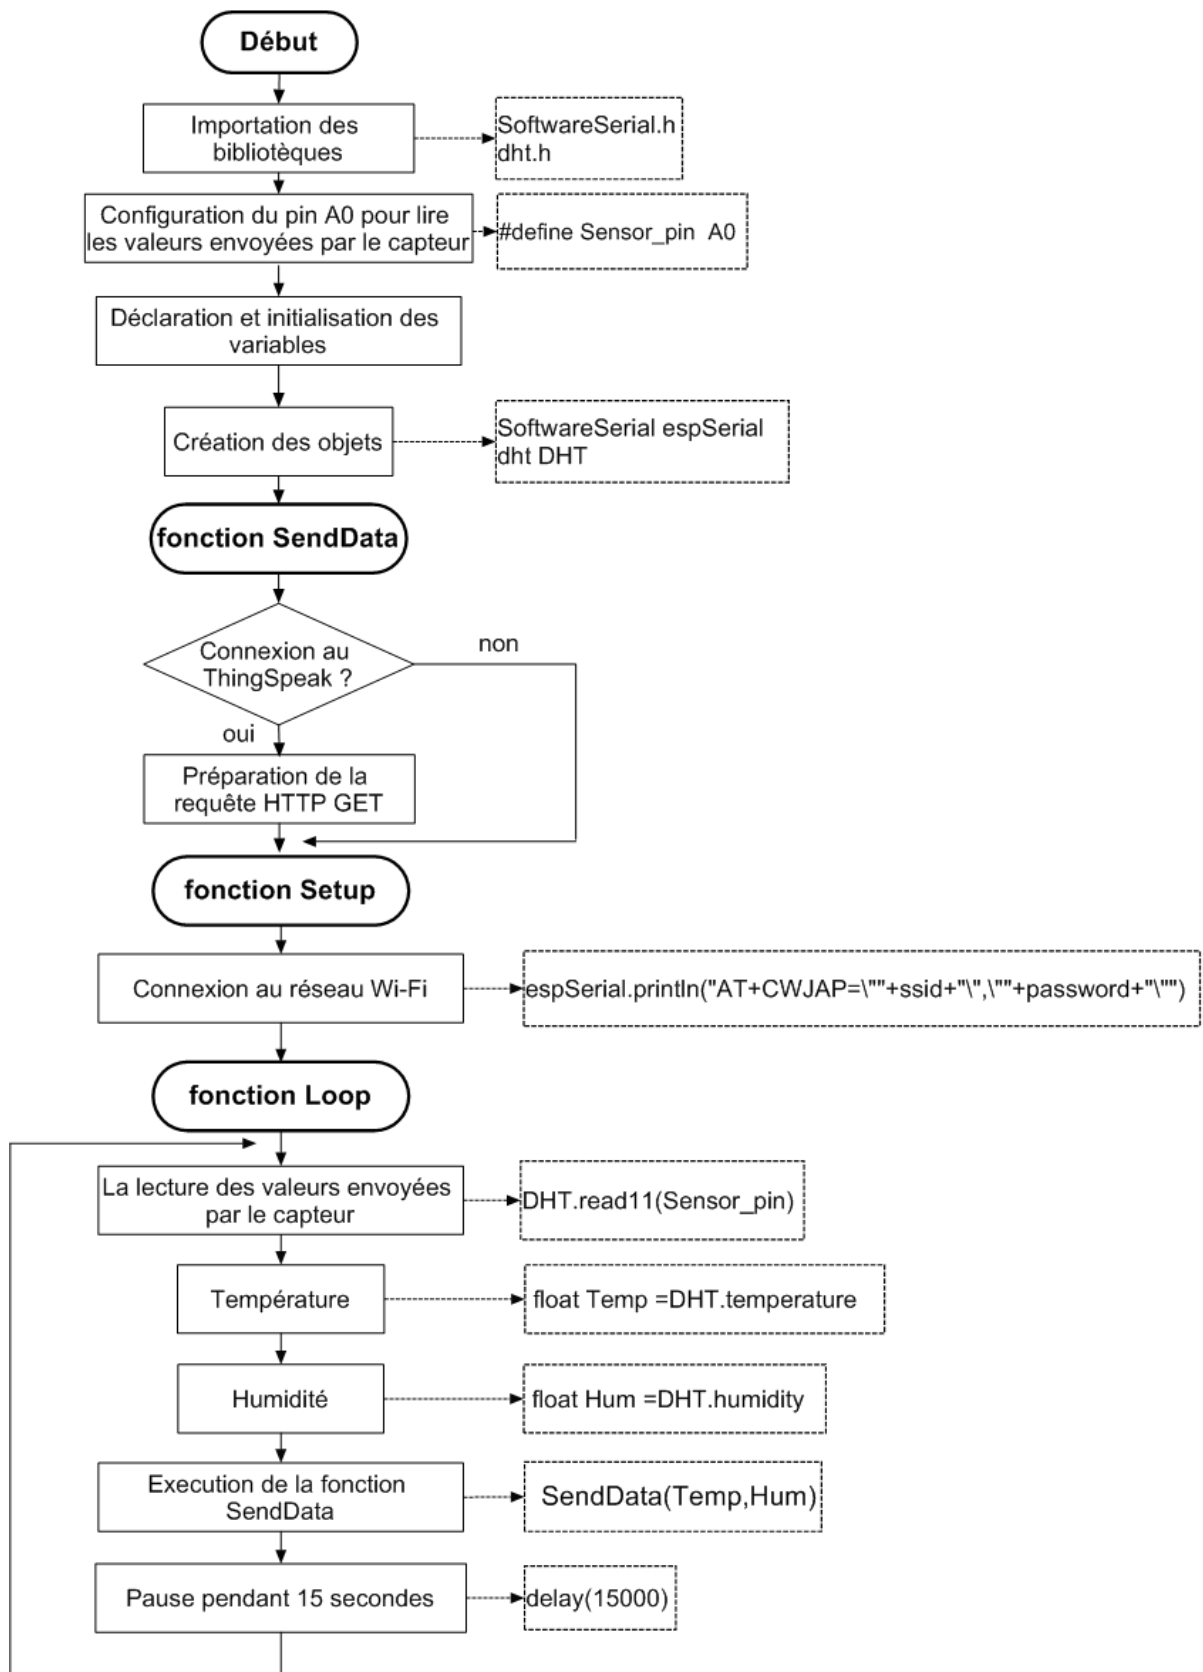 Début
Importation des
bibliotèques
SoftwareSerial.h
dht.h
Configuration du pin A0 pour lire
les valeurs envoyées par le capteur
#define Sensor_pin  A0
Déclaration et initialisation des
variables
Création des objets
SoftwareSerial espSerial
dht DHT
fonction SendData
Connexion au
ThingSpeak ?
non
oui
Préparation de la
requête HTTP GET
fonction Setup
Connexion au réseau Wi-Fi
espSerial.println("AT+CWJAP=\""+ssid+"\",\""+password+"\"")
fonction Loop
La lecture des valeurs envoyées
par le capteur
DHT.read11(Sensor_pin)
Température
float Temp =DHT.temperature
Humidité
float Hum =DHT.humidity
Execution de la fonction
SendData
SendData(Temp,Hum)
Pause pendant 15 secondes
delay(15000)